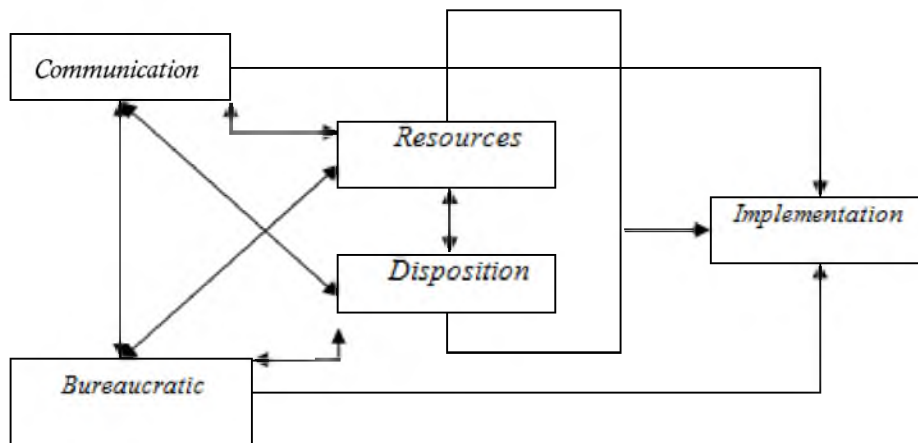 Communication
Resources
Implementation
Disposition
Bureaucratic